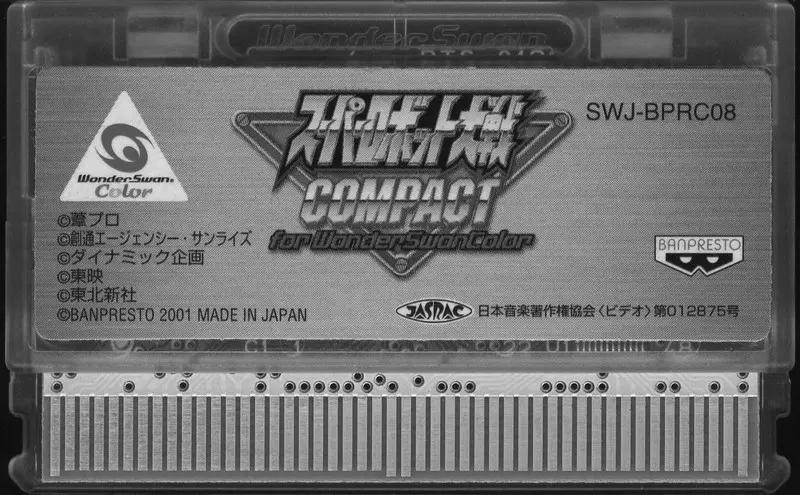 WonderSwan
WonderSwan
Color
スーパーロボット大戦
COMPACT
for WonderSwanColor
SWJ-BPRC08
©葦プロ
©創通エージェンシー・サンライズ
©ダイナミック企画
©東映
©東北新社
©BANPRESTO 2001 MADE IN JAPAN
BANPRESTO
JASRAC
日本音楽著作権協会〈ビデオ〉第012875号